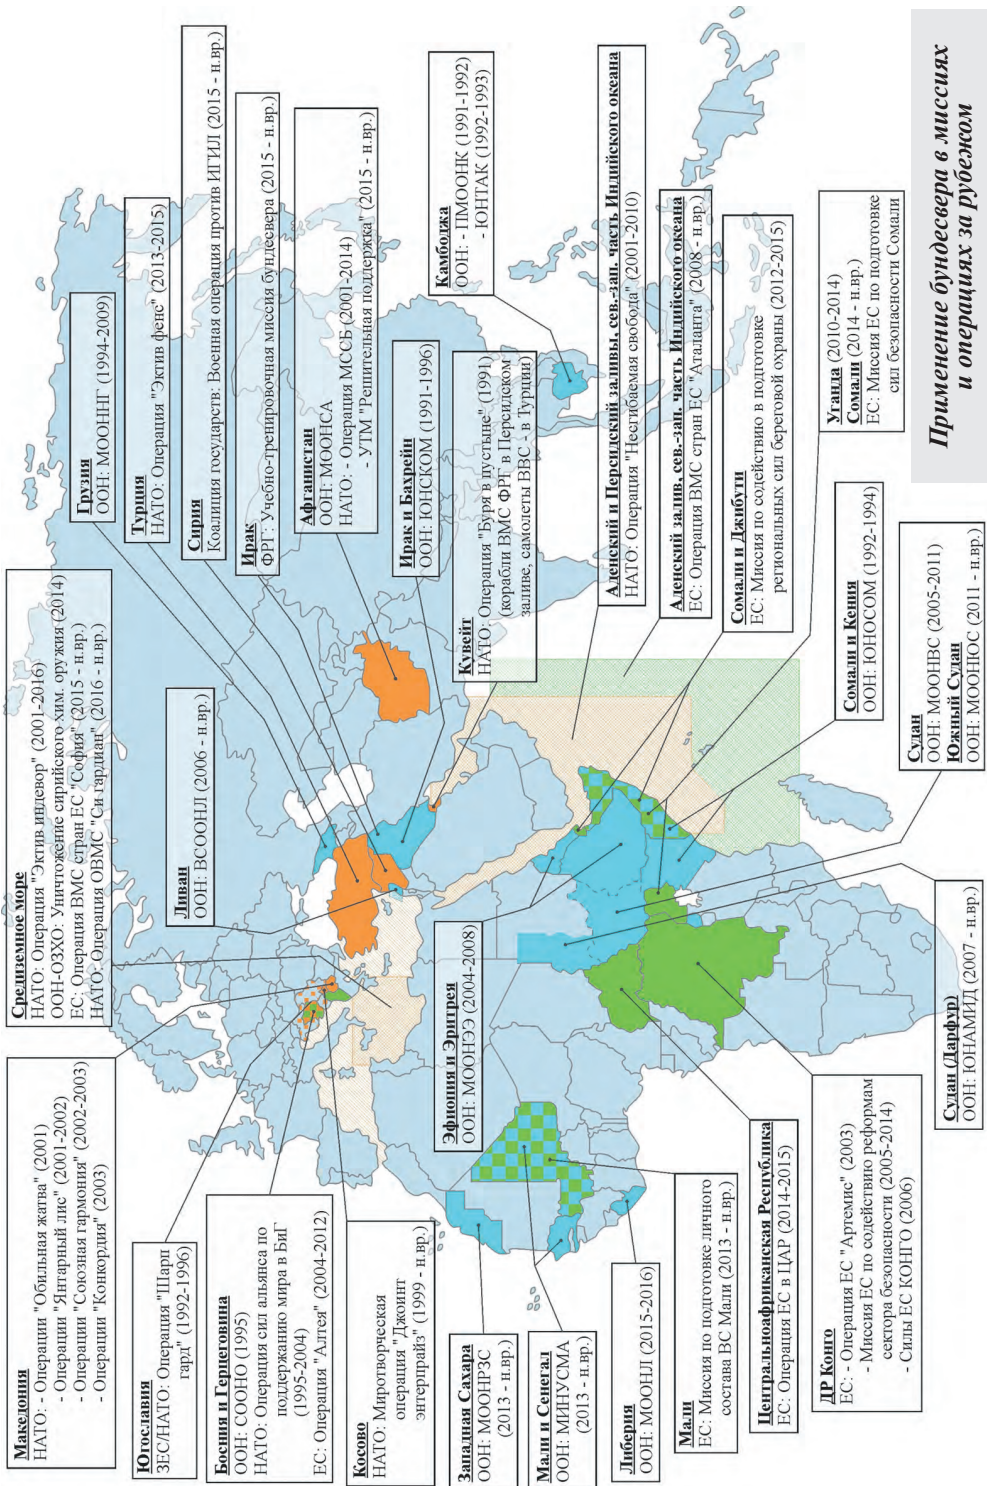 Применение бундесвера в миссиях
и операциях за рубежом
Македония
НАТО: - Операции "Обильная жатва" (2001)
- Операции "Янтарный лис" (2001-2002)
- Операции "Союзная гармония" (2002-2003)
- Операции "Конкордия" (2003)
Югославия
ЗЕС/НАТО: Операция "Шарп
гард" (1992-1996)
Босния и Герцеговина
ООН: СООНО (1995)
НАТО: Операция сил альянса по
поддержанию мира в БиГ
(1995-2004)
ЕС: Операция "Алтея" (2004-2012)
Косово
НАТО: Миротворческая
операция "Джоинт
энтерпрайз" (1999 - н.вр.)
Западная Сахара
ООН: МООНРЗС
(2013 - н.вр.)
Мали и Сенегал
ООН: МИНУСМА
(2013 - н.вр.)
Либерия
ООН: МООНЛ (2015-2016)
Мали
ЕС: Миссия по подготовке личного
состава ВС Мали (2013 - н.вр.)
Центральноафриканская Республика
ЕС: Операция ЕС в ЦАР (2014-2015)
ДР Конго
ЕС: - Операция ЕС "Артемис" (2003)
- Миссия ЕС по содействию реформам
сектора безопасности (2005-2014)
- Силы ЕС КОНГО (2006)
Средиземное море
НАТО: Операция "Эктив индевор" (2001-2016)
ООН-ОЗХО: Уничтожение сирийского хим. оружия (2014)
ЕС: Операция ВМС стран ЕС "София" (2015 - н.вр.)
НАТО: Операция ОВМС "Си гардиан" (2016 - н.вр.)
Ливан
ООН: ВСООНЛ (2006 - н.вр.)
Эфиопия и Эритрея
ООН: МООНЭЭ (2004-2008)
Судан (Дарфур)
ООН: ЮНАМИД (2007 - н.вр.)
Грузия
ООН: МООННГ (1994-2009)
Турция
НАТО: Операция "Эктив фенс" (2013-2015)
Сирия
Коалиция государств: Военная операция против ИГИЛ (2015 - н.вр.)
Ирак
ФРГ: Учебно-тренировочная миссия бундесвера (2015 - н.вр.)
Афганистан
ООН: МООНСА
НАТО: - Операция МССБ (2001-2014)
- УТМ "Решительная поддержка" (2015 - н.вр.)
Ирак и Бахрейн
ООН: ЮНСКОМ (1991-1996)
Камбоджа
ООН: - ПМООНК (1991-1992)
- ЮНТАК (1992-1993)
Кувейт
НАТО: Операция "Буря в пустыне" (1991)
(корабли ВМС ФРГ в Персидском
заливе, самолеты ВВС - в Турции)
Аденский и Персидский заливы, сев.-зап. часть Индийского океана
НАТО: Операция "Несгибаемая свобода" (2001-2010)
Аденский залив, сев.-зап. часть Индийского океана
ЕС: Операция ВМС стран ЕС "Аталанта" (2008 - н.вр.)
Сомали и Джибути
ЕС: Миссия по содействию в подготовке
региональных сил береговой охраны (2012-2015)
Уганда (2010-2014)
Сомали (2014 - н.вр.)
ЕС: Миссия ЕС по подготовке
сил безопасности Сомали
Сомали и Кения
ООН: ЮНОСОМ (1992-1994)
Судан
ООН: МООНВС (2005-2011)
Южный Судан
ООН: МООНЮС (2011 - н.вр.)